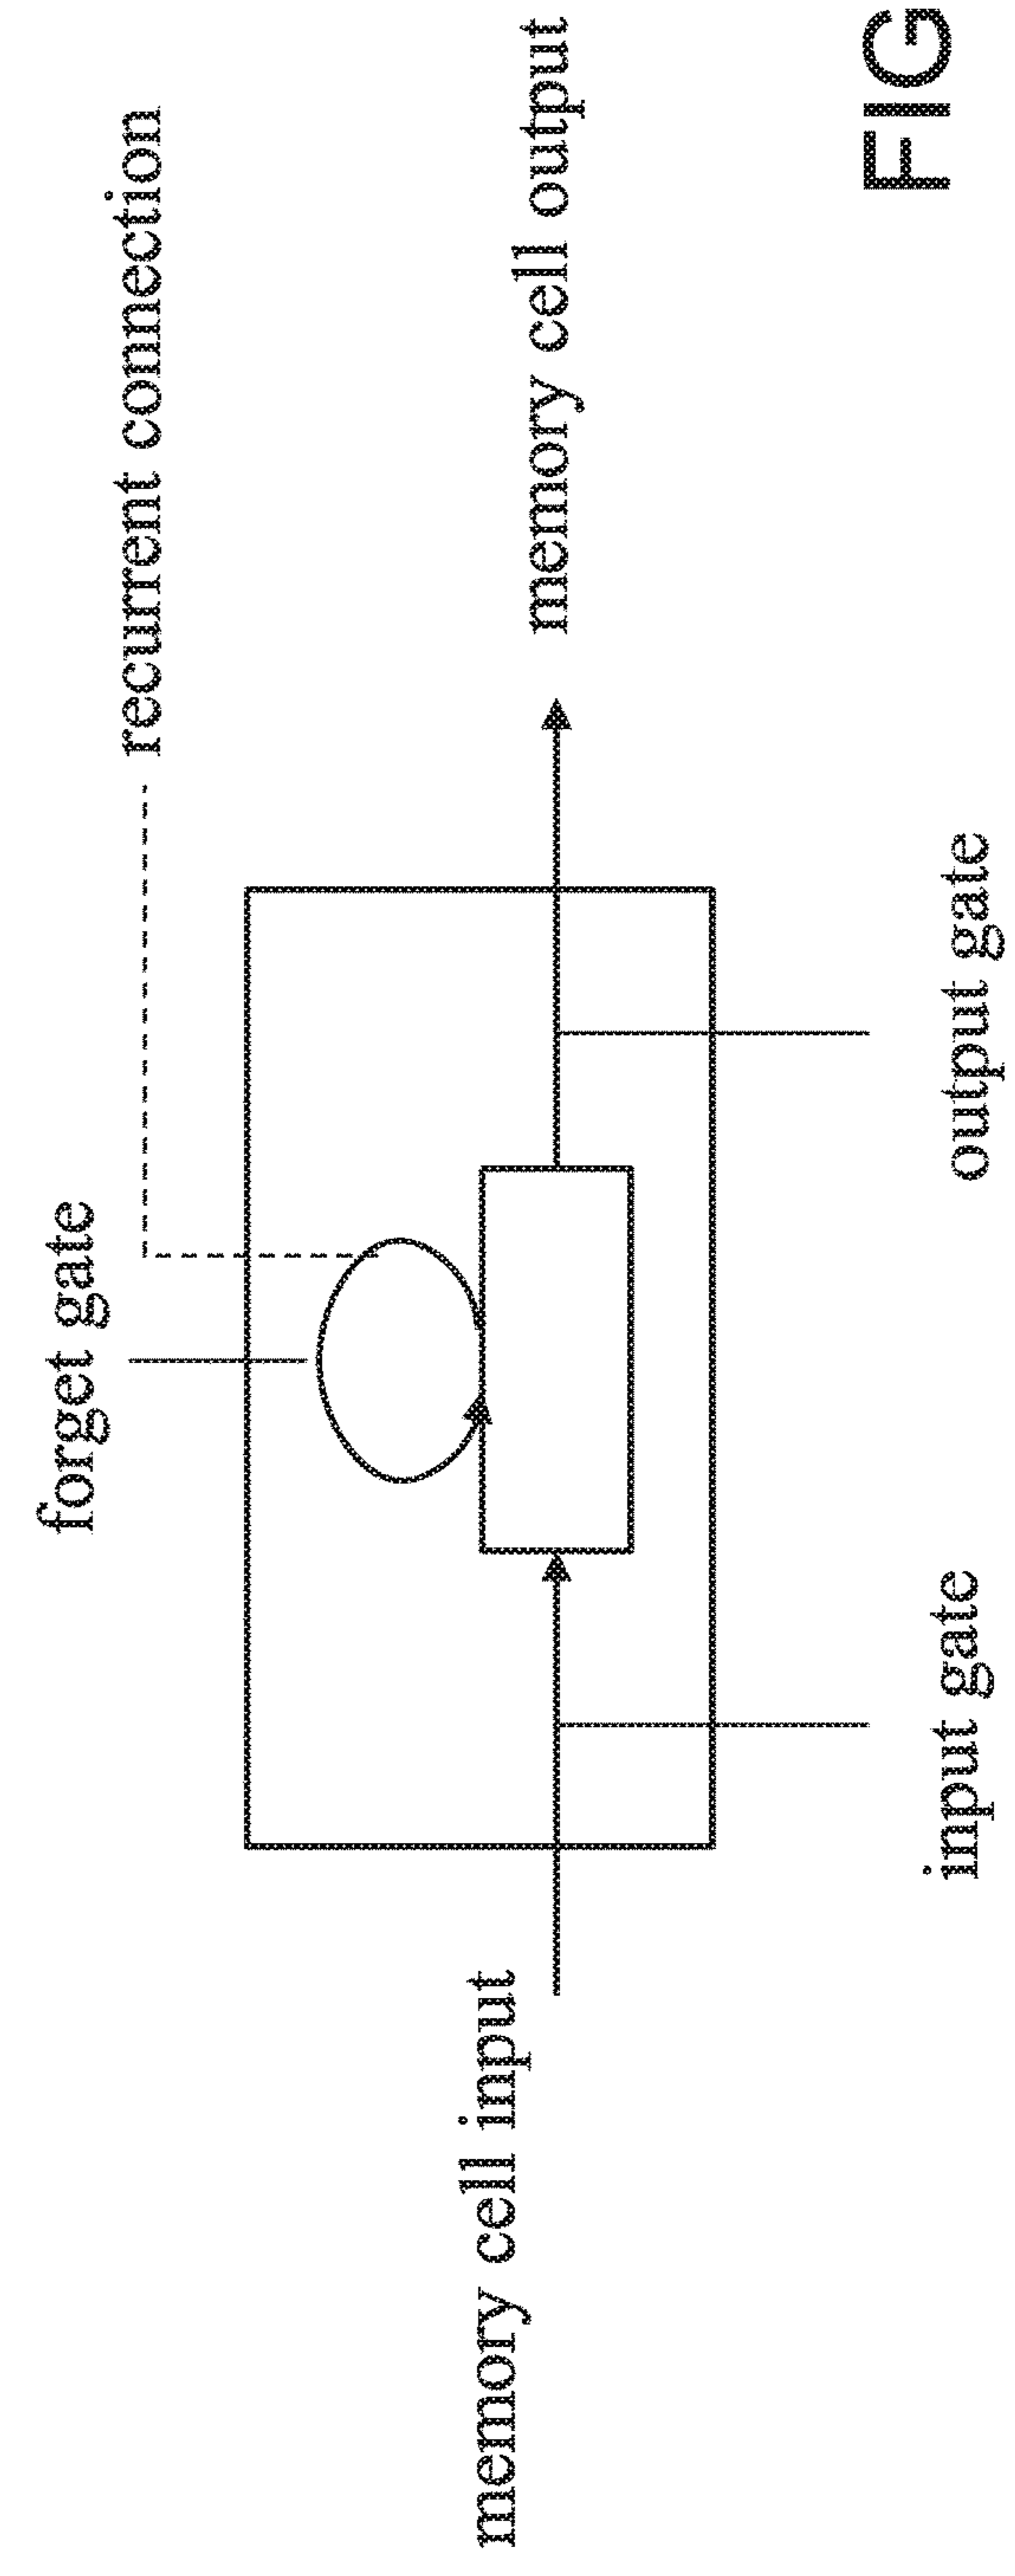 forget gate
recurrent connection
memory cell input
memory cell output
input gate
output gate
FIG